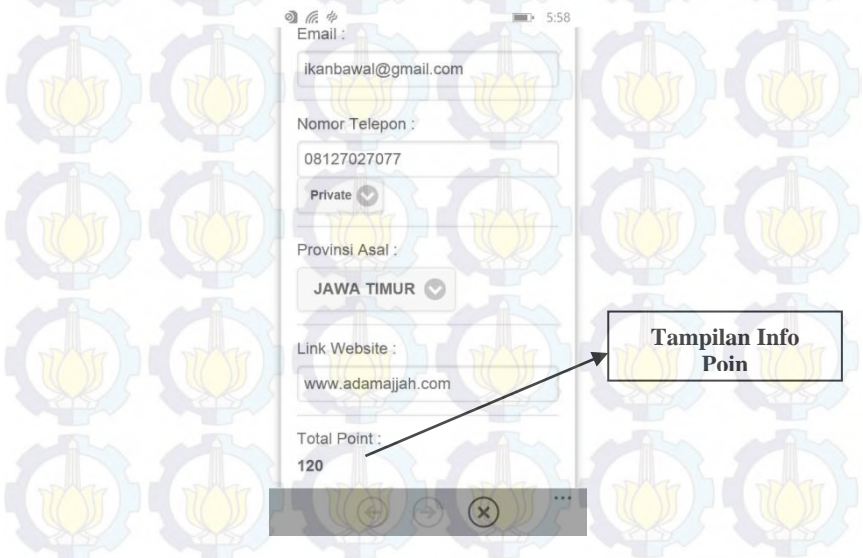 5:58
Email :
ikanbawal@gmail.com
Nomor Telepon :
08127027077
Private
Provinsi Asal :
JAWA TIMUR
Link Website :
www.adamajjah.com
Total Point :
120
Tampilan Info
Poin